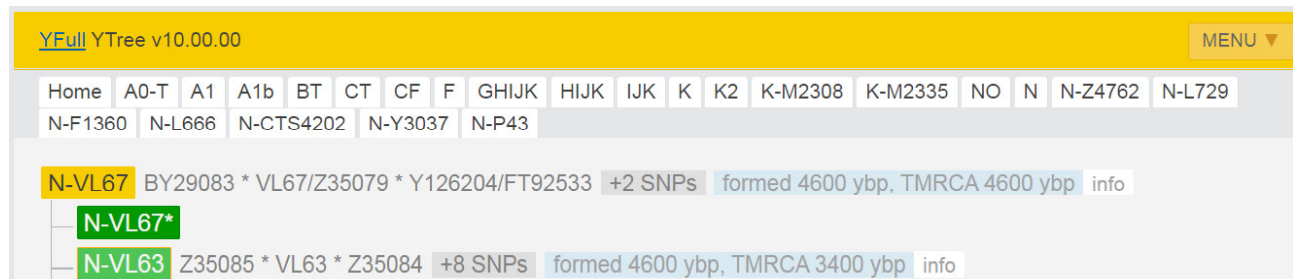 YFull YTree v10.00.00 MENU ▼
Home A0-T A1 A1b BT CT CF F GHIJK HIJK IJK K K2 K-M2308 K-M2335 NO N N-Z4762 N-L729
N-F1360 N-L666 N-CTS4202 N-Y3037 N-P43
N-VL67 BY29083 * VL67/Z35079 * Y126204/FT92533 +2 SNPs formed 4600 ybp, TMRCA 4600 ybp info
N-VL67*
N-VL63 Z35085 * VL63 * Z35084 +8 SNPs formed 4600 ybp, TMRCA 3400 ybp info